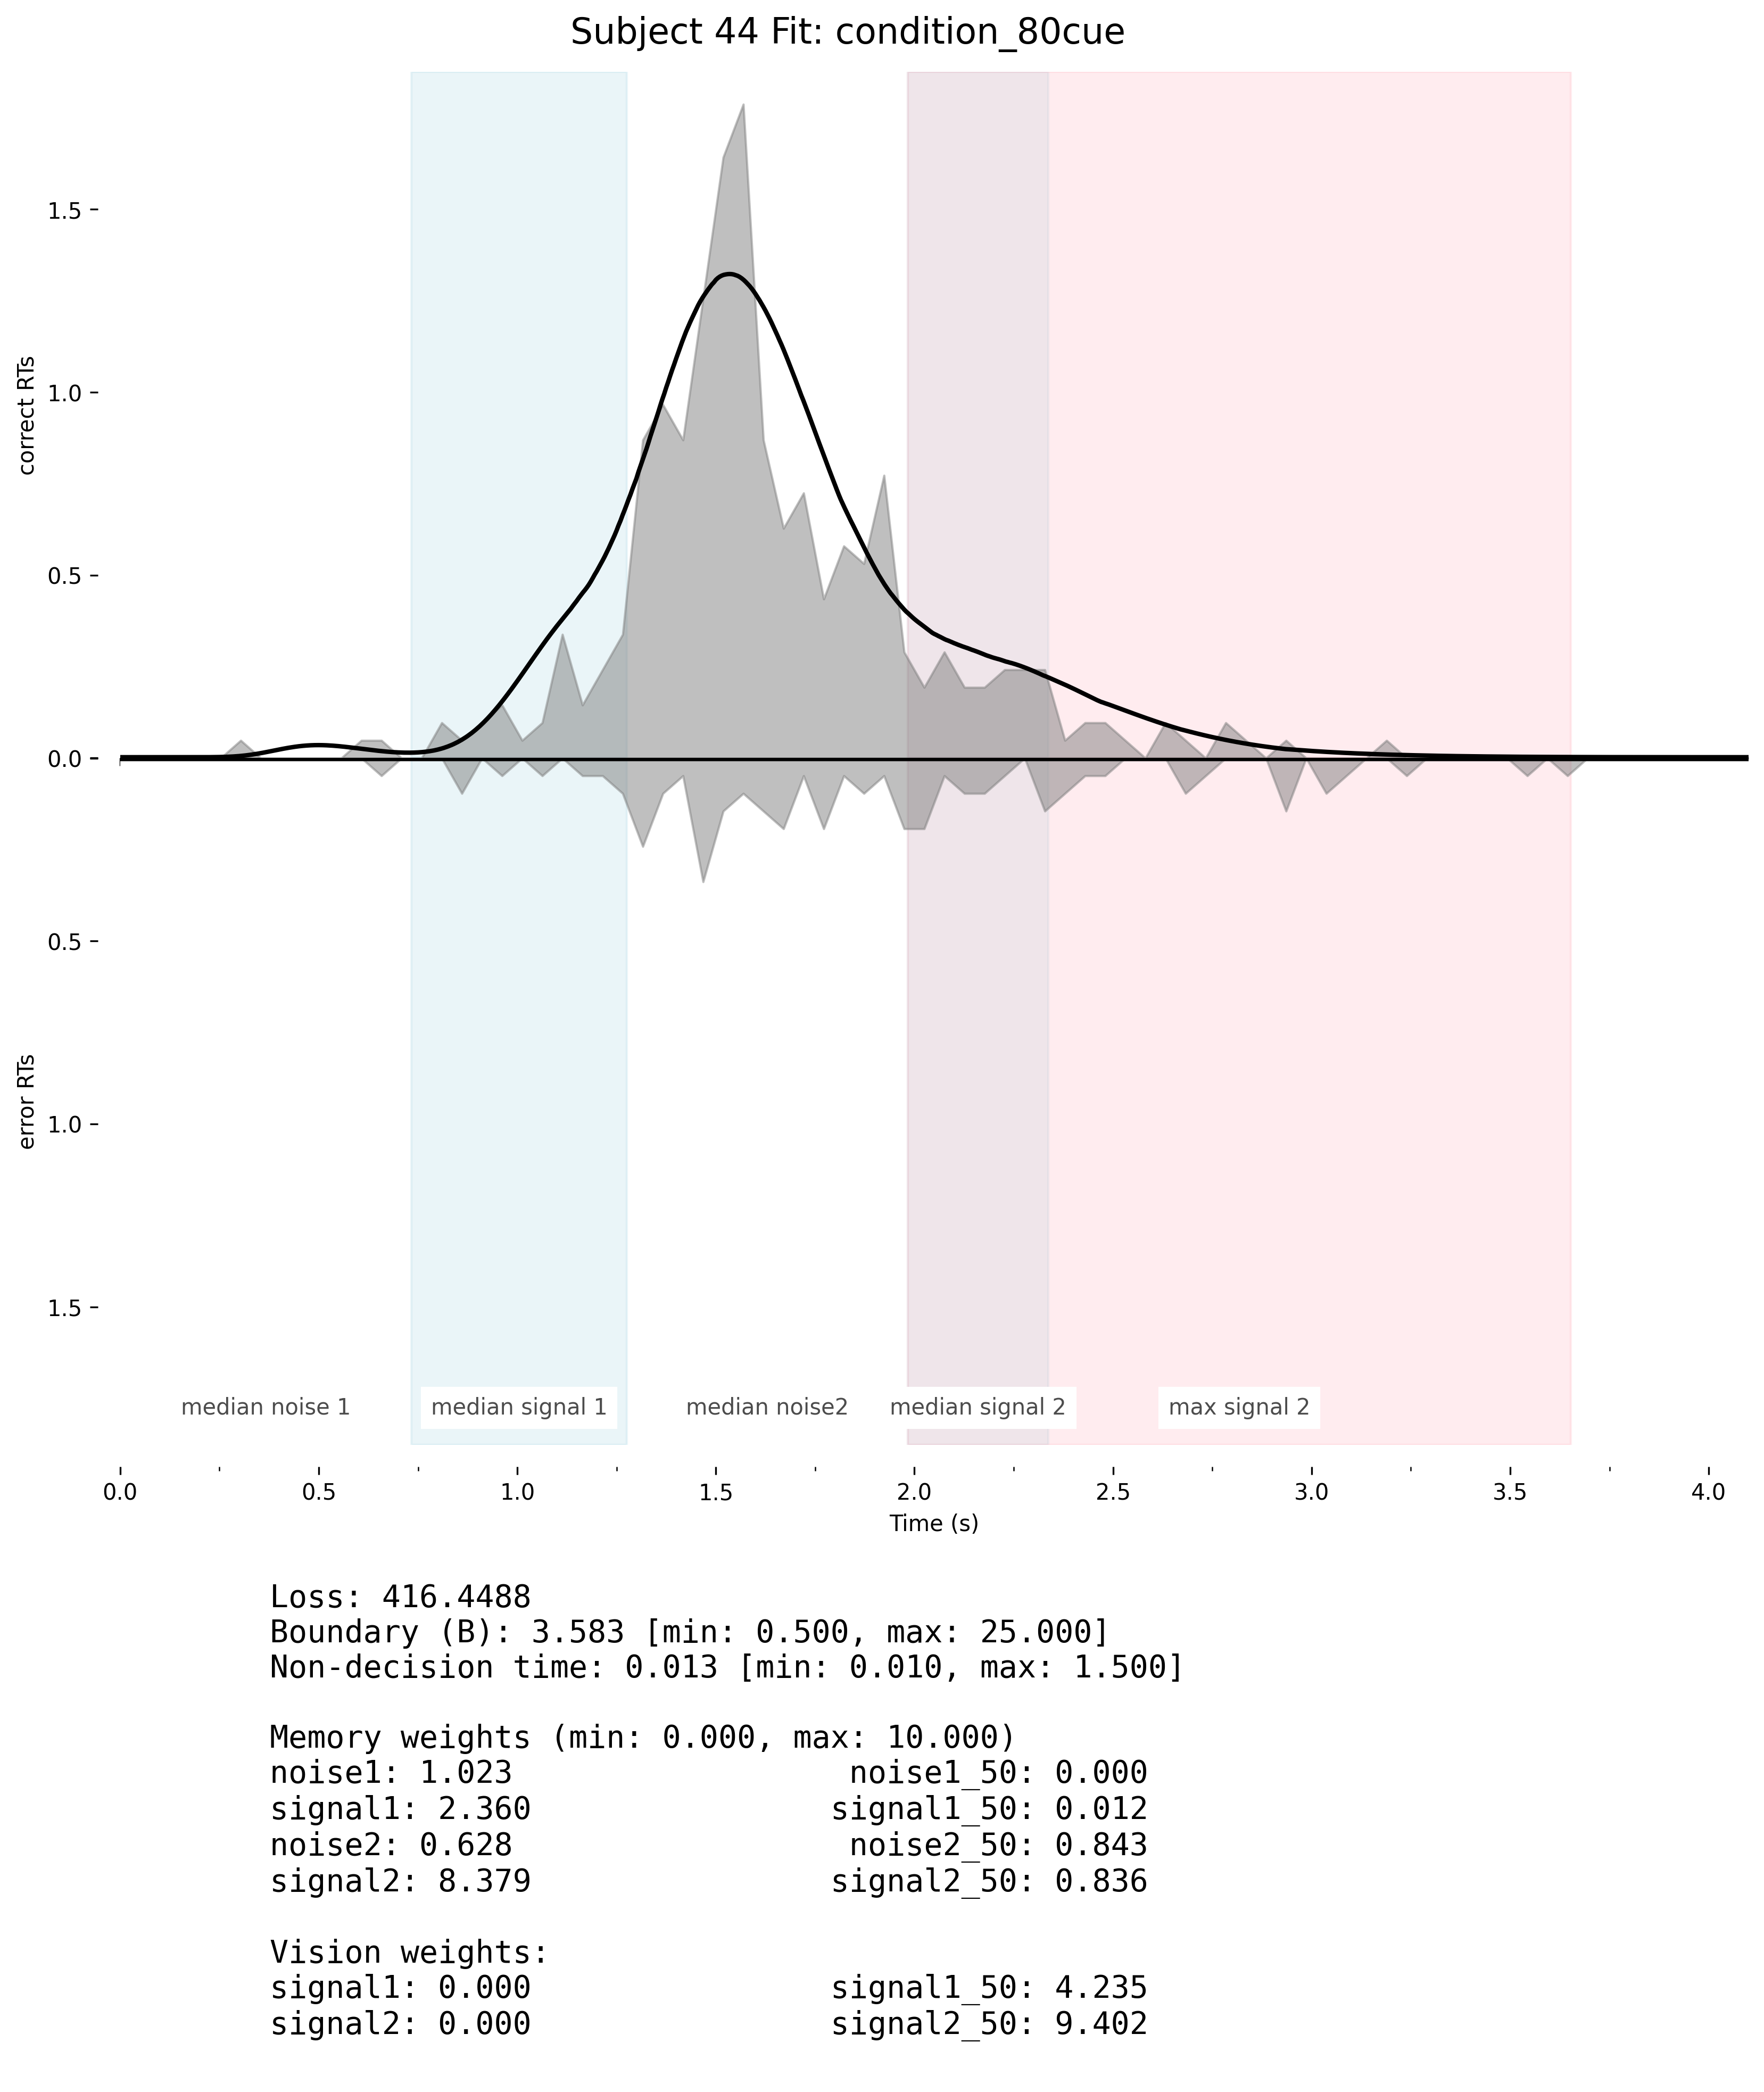 Subject 44 Fit: condition_80cue
correct RTs
error RTs
1.5
1.0
0.5
0.0
0.5
1.0
1.5
median noise 1
median signal 1
median noise2
median signal 2
max signal 2
0.0 0.5 1.0 1.5 2.0 2.5 3.0 3.5 4.0
Time (s)
Loss: 416.4488
Boundary (B): 3.583 [min: 0.500, max: 25.000]
Non-decision time: 0.013 [min: 0.010, max: 1.500]
Memory weights (min: 0.000, max: 10.000)
noise1: 1.023 noise1_50: 0.000
signal1: 2.360 signal1_50: 0.012
noise2: 0.628 noise2_50: 0.843
signal2: 8.379 signal2_50: 0.836
Vision weights:
signal1: 0.000 signal1_50: 4.235
signal2: 0.000 signal2_50: 9.402